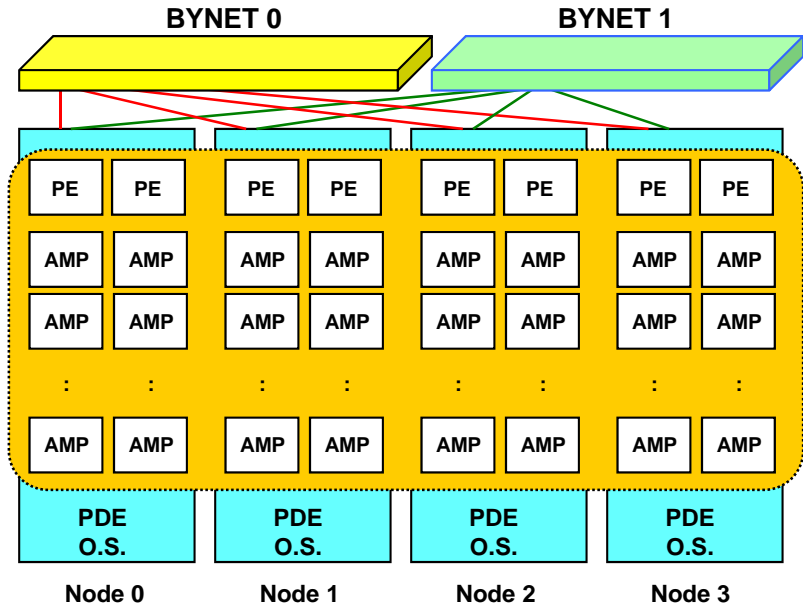 BYNET 0 BYNET 1
PE PE PE PE PE PE PE PE
AMP AMP AMP AMP AMP AMP AMP AMP
AMP AMP AMP AMP AMP AMP AMP AMP
: : : : : : : :
AMP AMP AMP AMP AMP AMP AMP AMP
PDE PDE PDE PDE
O.S. O.S. O.S. O.S.
Node 0 Node 1 Node 2 Node 3